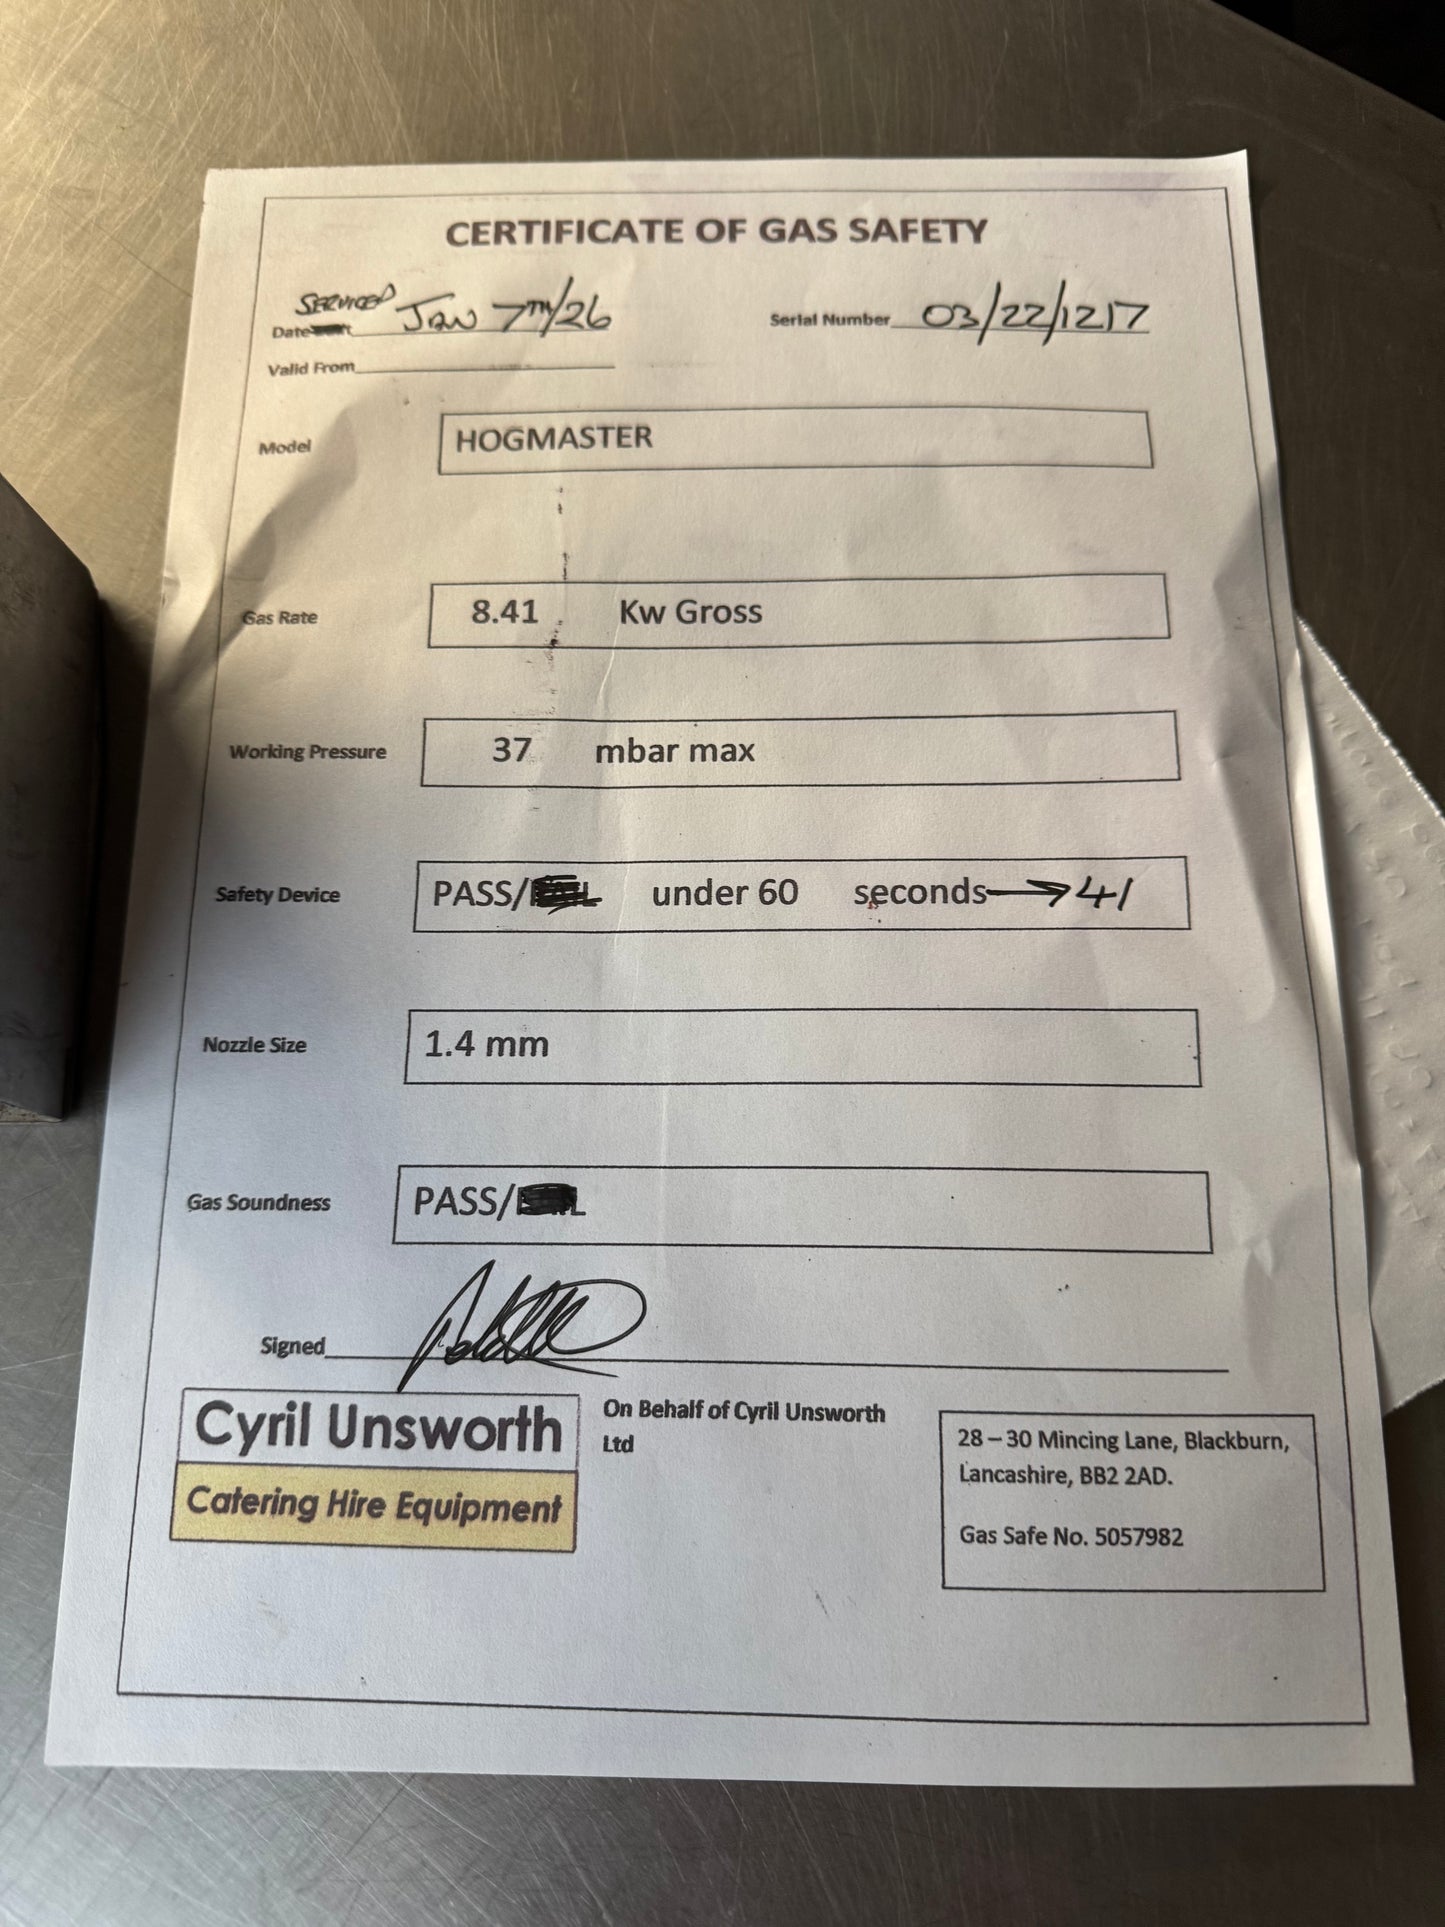 CERTIFICATE OF GAS SAFETY
SERVICED
Date Jan 7TH/26 Serial Number 03/22/1217
Valid From
Model HOGMASTER
Gas Rate 8.41 Kw Gross
Working Pressure 37 mbar max
Safety Device PASS/FAIL under 60 seconds→41
Nozzle Size 1.4 mm
Gas Soundness PASS/FAIL
Signed
Cyril Unsworth
Catering Hire Equipment
On Behalf of Cyril Unsworth
Ltd
28 – 30 Mincing Lane, Blackburn,
Lancashire, BB2 2AD.
Gas Safe No. 5057982